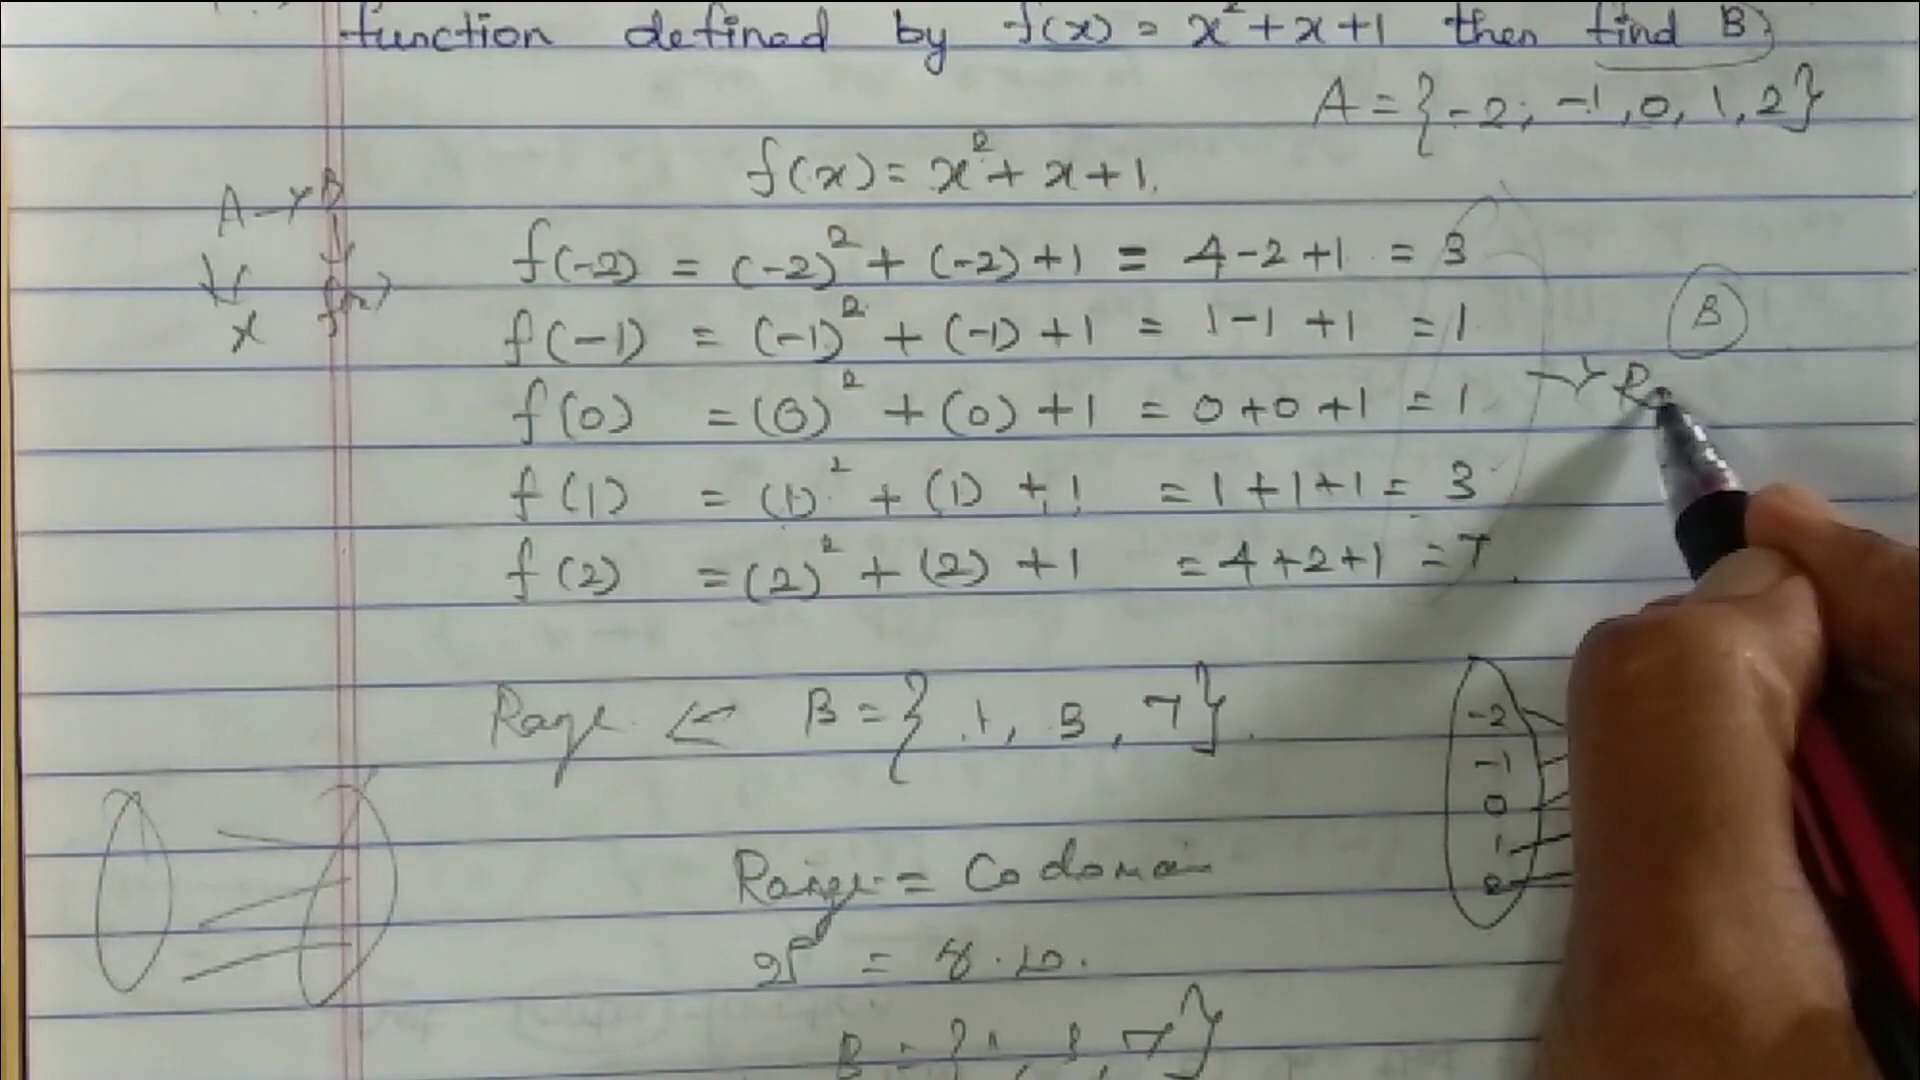 function defined by f(x) = x² + x + 1 then find B)
A = {-2, -1, 0, 1, 2}
f(x) = x² + x + 1.
A → B
x f(x)
f(-2) = (-2)² + (-2) + 1 = 4 - 2 + 1 = 3
f(-1) = (-1)² + (-1) + 1 = 1 - 1 + 1 = 1
B
f(0) = (0)² + (0) + 1 = 0 + 0 + 1 = 1
f(1) = (1)² + (1) + 1 = 1 + 1 + 1 = 3
f(2) = (2)² + (2) + 1 = 4 + 2 + 1 = 7
Range B = { 1, 3, 7}.
-2
-1
0
1
2
Range = Co domain
B = {1, 3, 7}